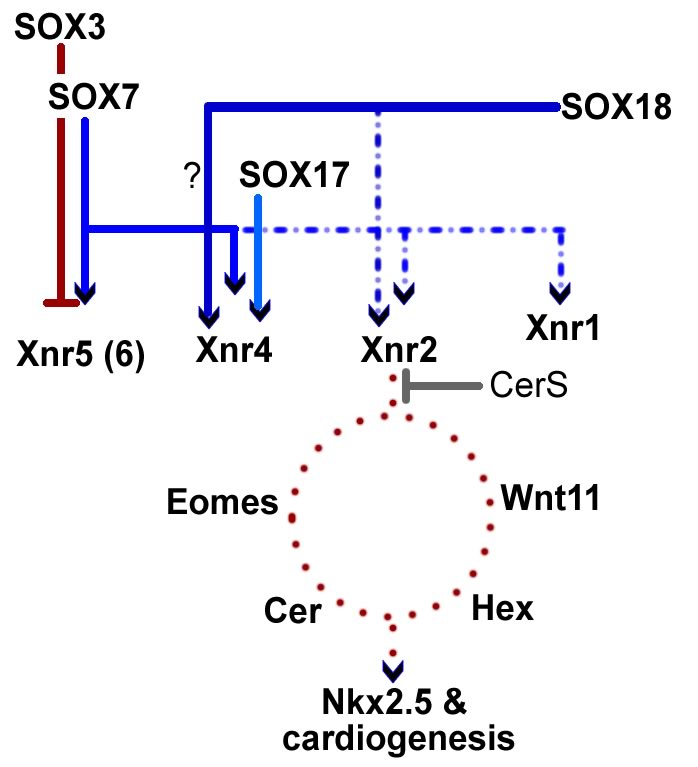 SOX3
SOX7
SOX18
?
SOX17
Xnr5 (6)
Xnr4
Xnr2
Xnr1
CerS
Eomes
Wnt11
Cer
Hex
Nkx2.5 &
cardiogenesis